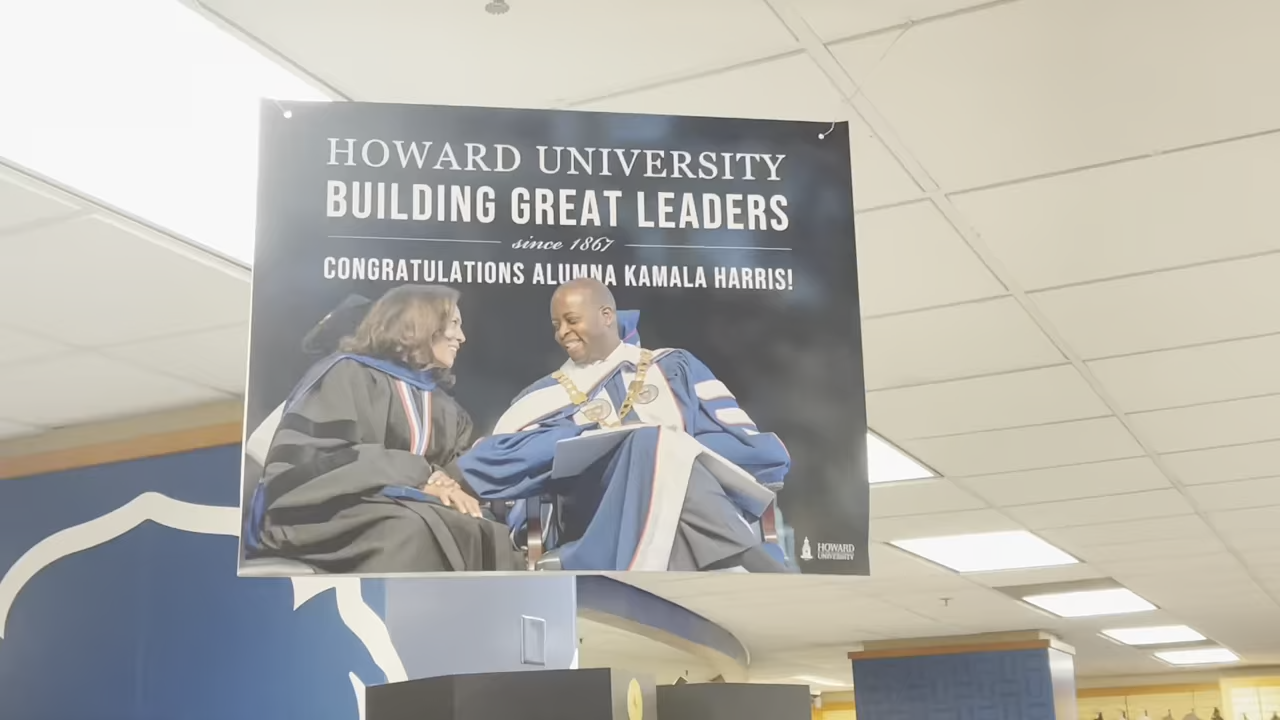 HOWARD UNIVERSITY
BUILDING GREAT LEADERS
since 1867
CONGRATULATIONS ALUMNA KAMALA HARRIS!
HOWARD
UNIVERSITY